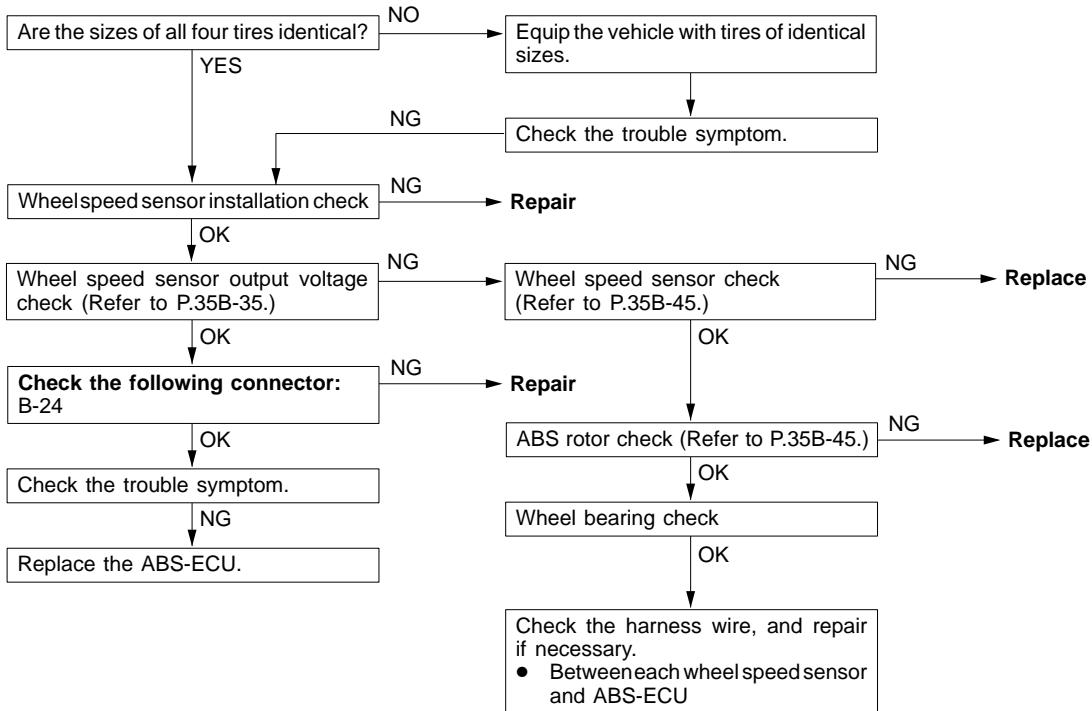 Are the sizes of all four tires identical?
NO
Equip the vehicle with tires of identical
sizes.
YES
NG
Check the trouble symptom.
Wheel speed sensor installation check
NG
Repair
OK
Wheel speed sensor output voltage
check (Refer to P.35B-35.)
NG
Wheel speed sensor check
(Refer to P.35B-45.)
NG
Replace
OK
OK
Check the following connector:
B-24
NG
Repair
OK
ABS rotor check (Refer to P.35B-45.)
NG
Replace
Check the trouble symptom.
OK
NG
Wheel bearing check
Replace the ABS-ECU.
OK
Check the harness wire, and repair
if necessary.
● Between each wheel speed sensor
and ABS-ECU